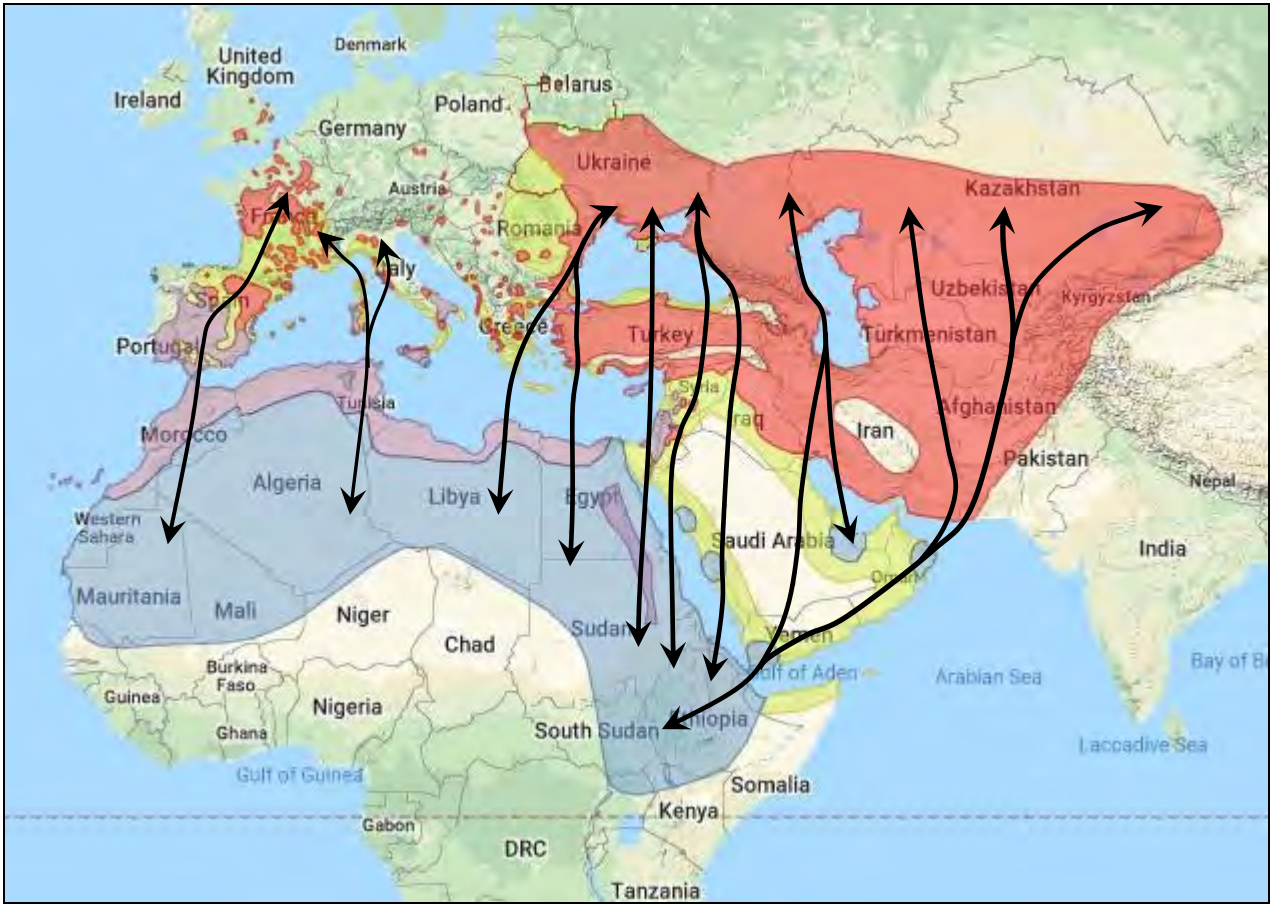 Denmark
United
Kingdom
Belarus
Ireland
Poland
Germany
Ukraine
Austria
Kazakhstan
France
Romania
Italy
Spain
Uzbekistan
Kyrgyzstan
Greece
Turkey
Türkmenistan
Portugal
Syria
Tunisia
Afghanistan
Iraq
Iran
Morocco
Pakistan
Algeria
Libya
Egypt
Nepal
Western
Sahara
Saudi Arabia
India
Oman
Mauritania
Mali
Niger
Sudan
Yemen
Chad
Burkina
Faso
Gulf of Aden
Arabian Sea
Bay of Be
Guinea
Nigeria
Ethiopia
Ghana
South Sudan
Laccadive Sea
Gulf of Guinea
Somalia
Kenya
Gabon
DRC
Tanzania